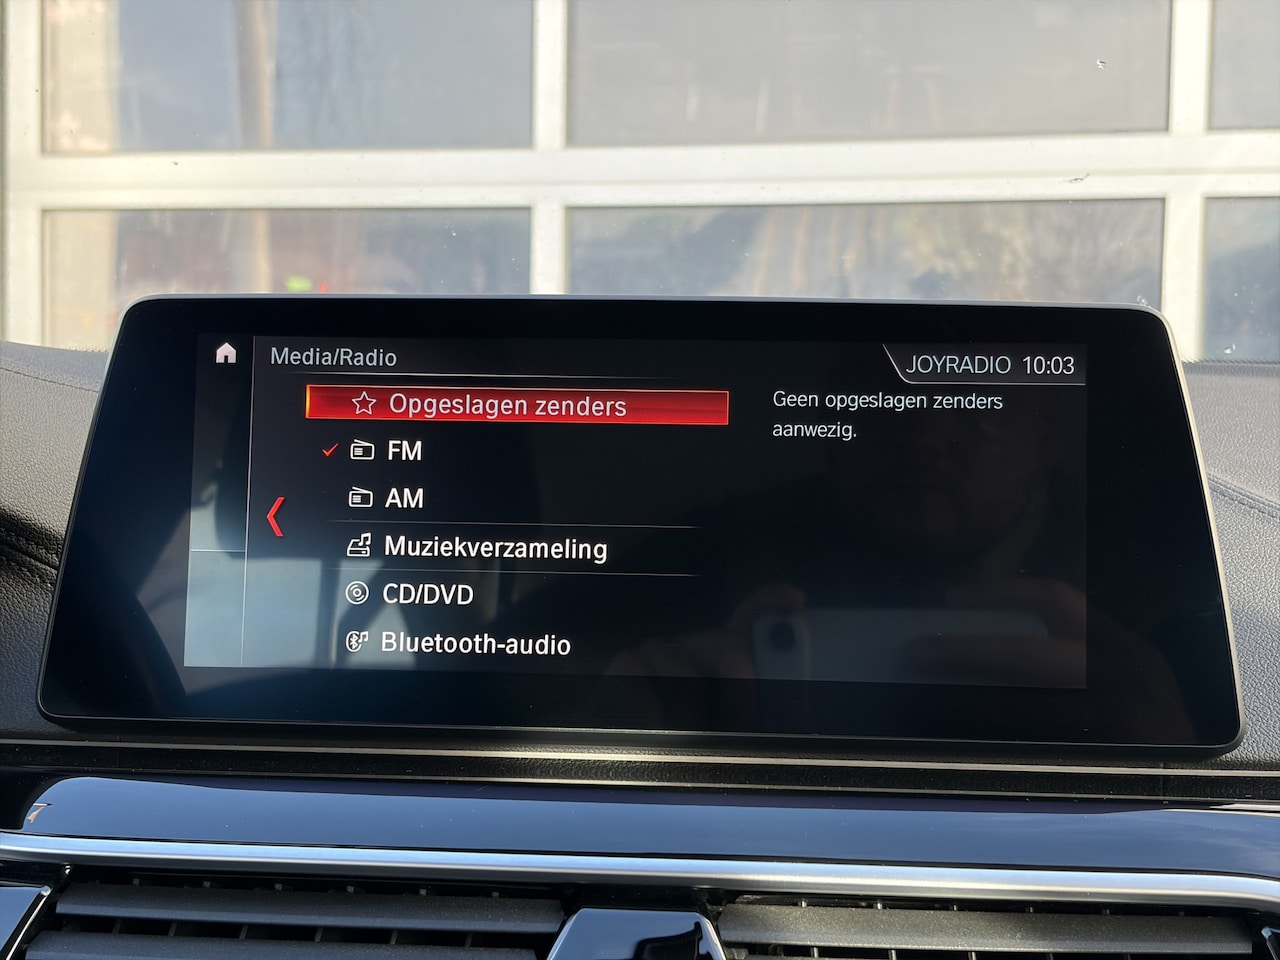 Media/Radio
JOYRADIO 10:03
Opgeslagen zenders
FM
AM
Muziekverzameling
CD/DVD
Bluetooth-audio
Geen opgeslagen zenders
aanwezig.